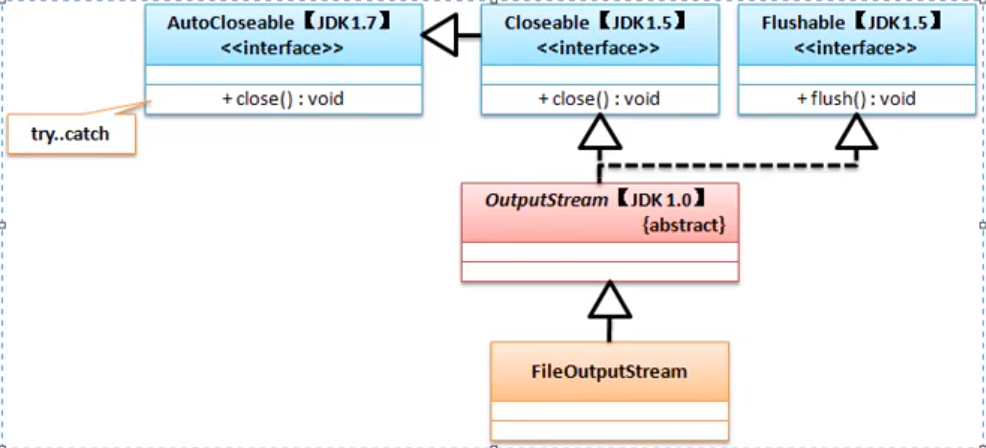 AutoCloseable【JDK1.7】
<<interface>>
+ close() : void
Closeable【JDK1.5】
<<interface>>
+ close() : void
Flushable【JDK1.5】
<<interface>>
+ flush() : void
try..catch
OutputStream【JDK 1.0】
{abstract}
FileOutputStream